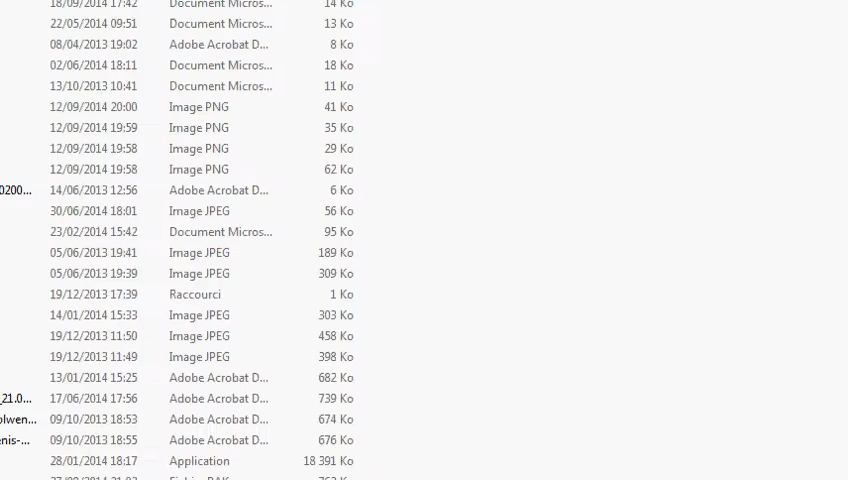 18/09/2014 17:42 Document Micros... 14 Ko
22/05/2014 09:51 Document Micros... 13 Ko
08/04/2013 19:02 Adobe Acrobat D... 8 Ko
02/06/2014 18:11 Document Micros... 18 Ko
13/10/2013 10:41 Document Micros... 11 Ko
12/09/2014 20:00 Image PNG 41 Ko
12/09/2014 19:59 Image PNG 35 Ko
12/09/2014 19:58 Image PNG 29 Ko
12/09/2014 19:58 Image PNG 62 Ko
0200... 14/06/2013 12:56 Adobe Acrobat D... 6 Ko
30/06/2014 18:01 Image JPEG 56 Ko
23/02/2014 15:42 Document Micros... 95 Ko
05/06/2013 19:41 Image JPEG 189 Ko
05/06/2013 19:39 Image JPEG 309 Ko
19/12/2013 17:39 Raccourci 1 Ko
14/01/2014 15:33 Image JPEG 303 Ko
19/12/2013 11:50 Image JPEG 458 Ko
19/12/2013 11:49 Image JPEG 398 Ko
13/01/2014 15:25 Adobe Acrobat D... 682 Ko
_21.0... 17/06/2014 17:56 Adobe Acrobat D... 739 Ko
olwen... 09/10/2013 18:53 Adobe Acrobat D... 674 Ko
enis-... 09/10/2013 18:55 Adobe Acrobat D... 676 Ko
28/01/2014 18:17 Application 18 391 Ko